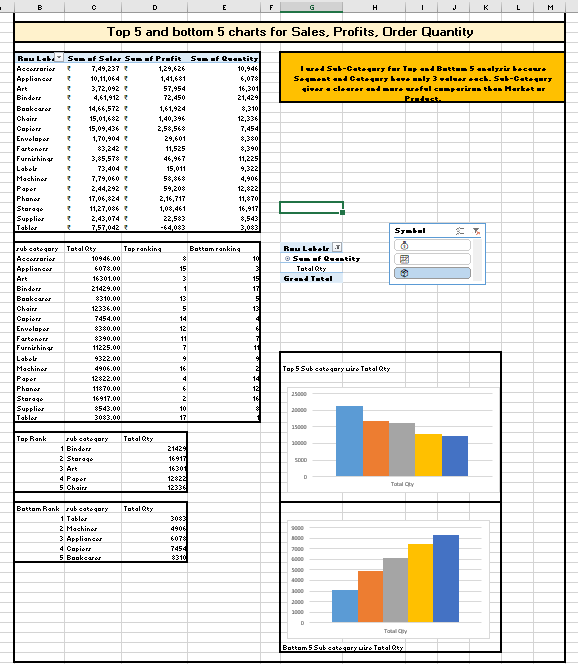 B C D E F G H I J K L M
Top 5 and bottom 5 charts for Sales, Profits, Order Quantity
Row Labe Sum of Sales Sum of Profit Sum of Quantity
Accessories ₹ 7,49,237 ₹ 1,29,626 10,946
Appliances ₹ 10,11,064 ₹ 1,41,681 6,078
Art ₹ 3,72,092 ₹ 57,954 16,301
Binders ₹ 4,61,912 ₹ 72,450 21,429
Bookcases ₹ 14,66,572 ₹ 1,61,924 8,310
Chairs ₹ 15,01,682 ₹ 1,40,396 12,336
Copiers ₹ 15,09,436 ₹ 2,58,568 7,454
Envelopes ₹ 1,70,904 ₹ 29,601 8,380
Fasteners ₹ 83,242 ₹ 11,525 8,390
Furnishings ₹ 3,85,578 ₹ 46,967 11,225
Labels ₹ 73,404 ₹ 15,011 9,322
Machines ₹ 7,79,060 ₹ 58,868 4,906
Paper ₹ 2,44,292 ₹ 59,208 12,822
Phones ₹ 17,06,824 ₹ 2,16,717 11,870
Storage ₹ 11,27,086 ₹ 1,08,461 16,917
Supplies ₹ 2,43,074 ₹ 22,583 8,543
Tables ₹ 7,57,042 ₹ -64,083 3,083
I used Sub-Category for Top and Bottom 5 analysis because
Segment and Category have only 3 values each. Sub-Category
gives a clearer and more useful comparison than Market or
Product.
Symbol
Row Labels
Sum of Quantity
Total Qty
Grand Total
sub category Total Qty Top ranking Bottom ranking
Accessories 10946.00 8 10
Appliances 6078.00 15 3
Art 16301.00 3 15
Binders 21429.00 1 17
Bookcases 8310.00 13 5
Chairs 12336.00 5 13
Copiers 7454.00 14 4
Envelopes 8380.00 12 6
Fasteners 8390.00 11 7
Furnishings 11225.00 7 11
Labels 9322.00 9 9
Machines 4906.00 16 2
Paper 12822.00 4 14
Phones 11870.00 6 12
Storage 16917.00 2 16
Supplies 8543.00 10 8
Tables 3083.00 17 1
Top Rank sub category Total Qty
1 Binders 21429
2 Storage 16917
3 Art 16301
4 Paper 12822
5 Chairs 12336
Bottom Rank sub category Total Qty
1 Tables 3083
2 Machines 4906
3 Appliances 6078
4 Copiers 7454
5 Bookcases 8310
Top 5 Sub category wise Total Qty
25000
20000
15000
10000
5000
0
Total Qty
9000
8000
7000
6000
5000
4000
3000
2000
1000
0
Total Qty
Bottom 5 Sub category wise Total Qty